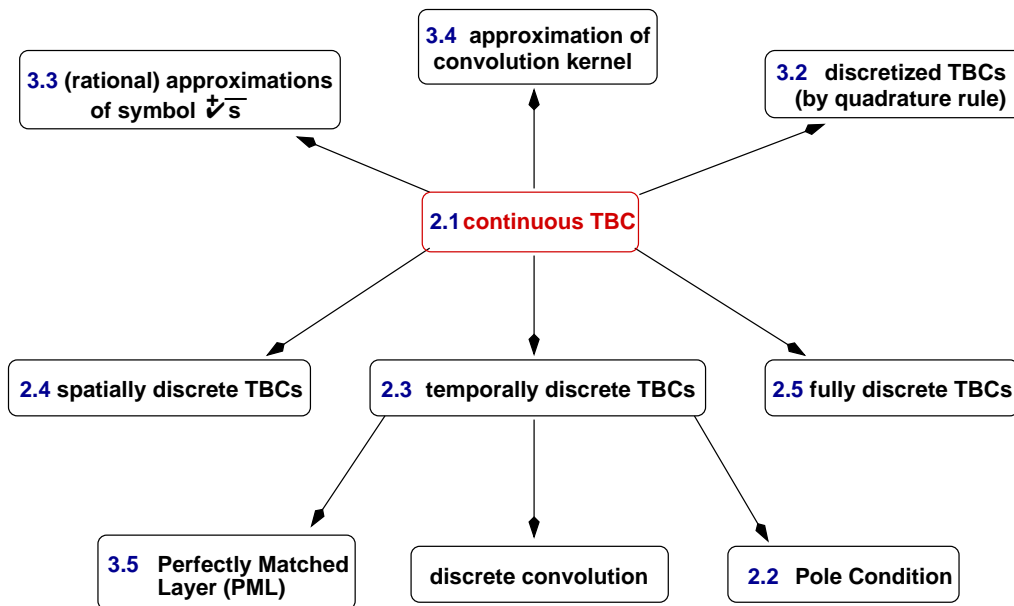 3.4 approximation of
convolution kernel
3.3 (rational) approximations
of symbol $\sqrt[+]{s}$
3.2 discretized TBCs
(by quadrature rule)
2.1 continuous TBC
2.4 spatially discrete TBCs
2.3 temporally discrete TBCs
2.5 fully discrete TBCs
3.5 Perfectly Matched
Layer (PML)
discrete convolution
2.2 Pole Condition